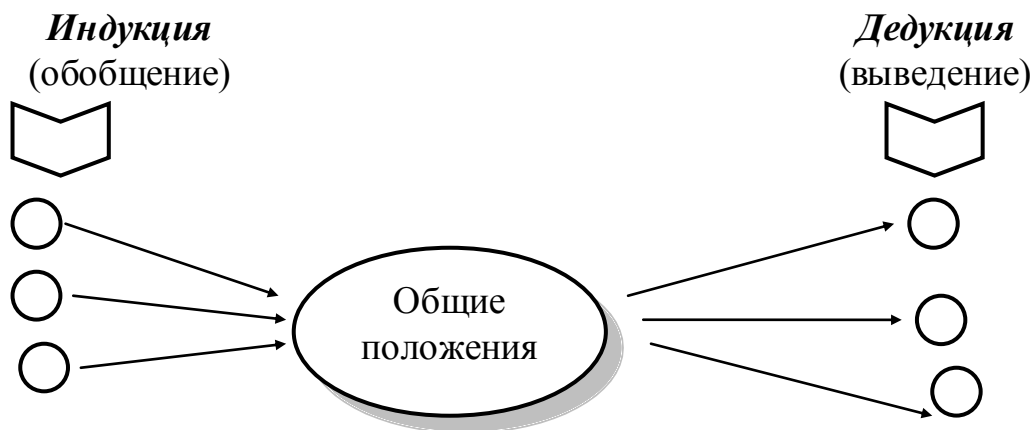 Индукция
(обобщение)
Дедукция
(выведение)
Общие
положения